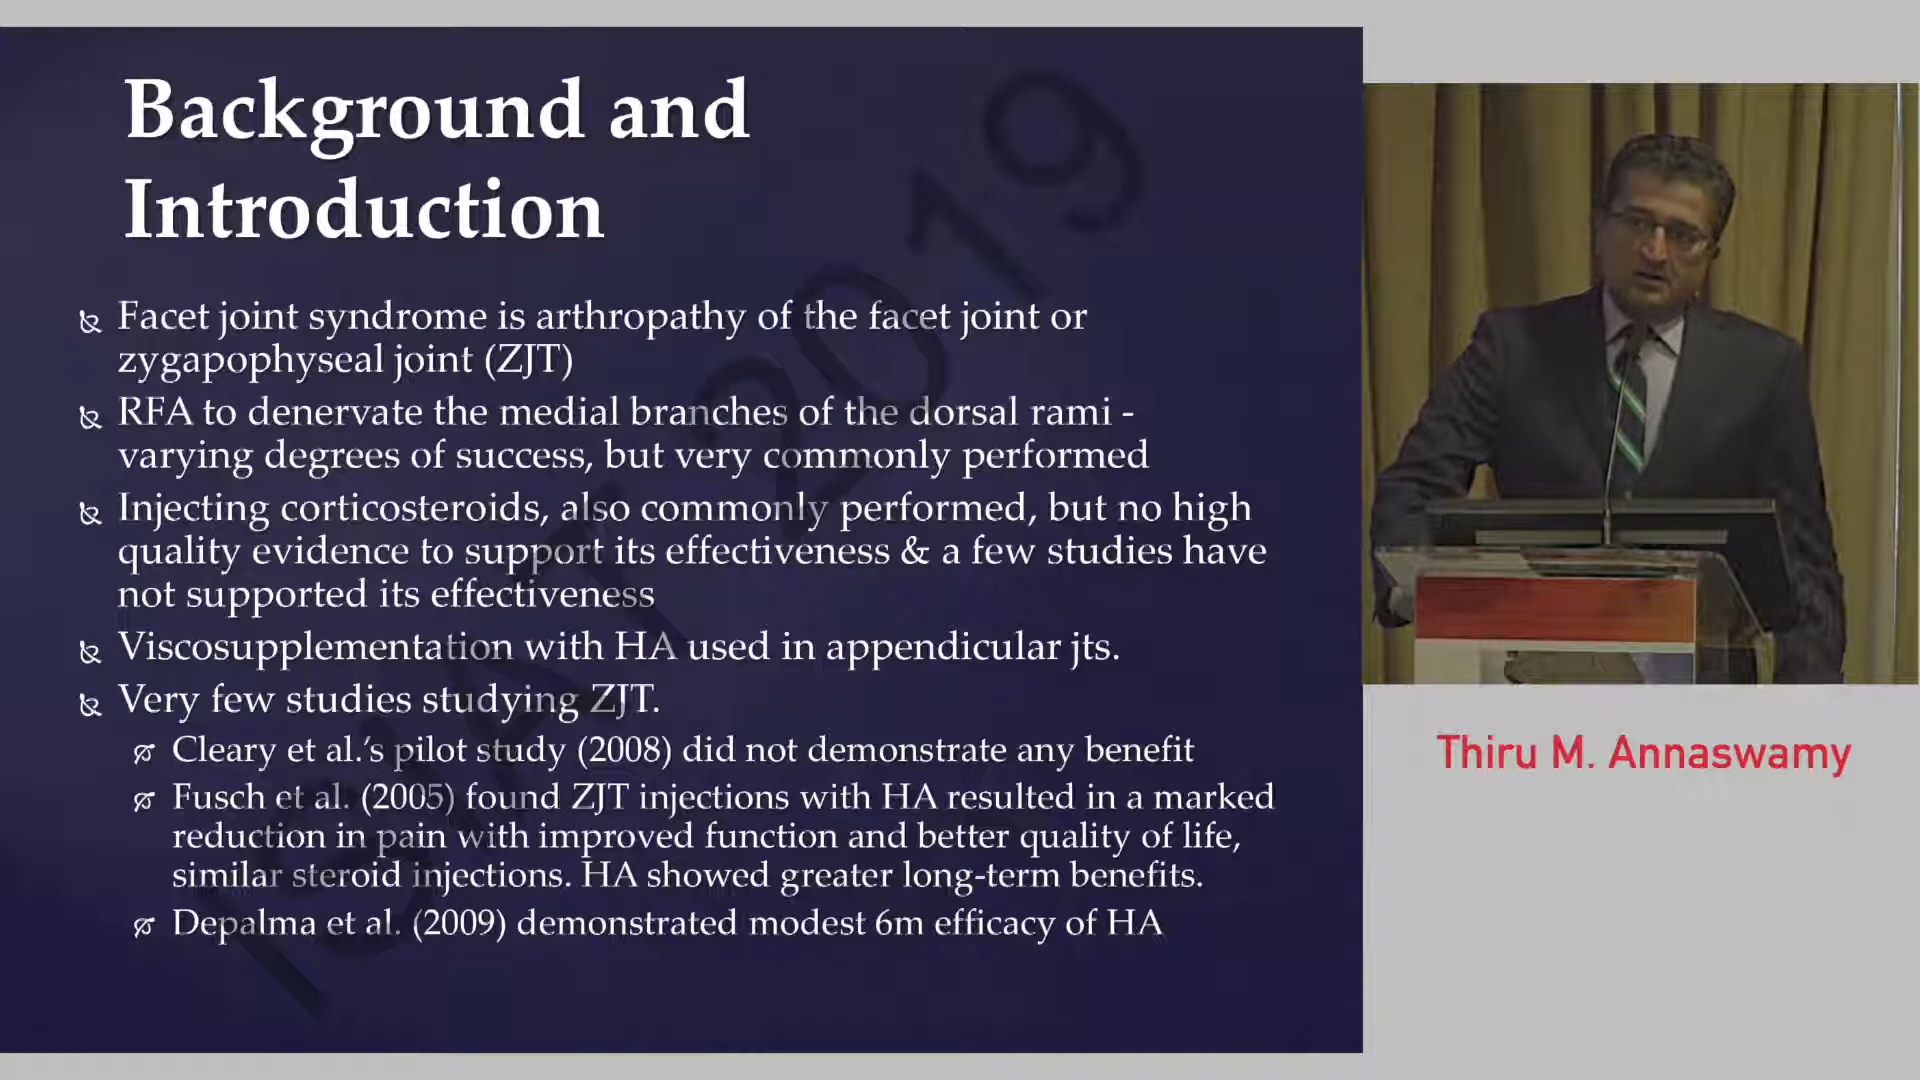 Background and
Introduction
Facet joint syndrome is arthropathy of the facet joint or
zygapophyseal joint (ZJT)
RFA to denervate the medial branches of the dorsal rami -
varying degrees of success, but very commonly performed
Injecting corticosteroids, also commonly performed, but no high
quality evidence to support its effectiveness & a few studies have
not supported its effectiveness
Viscosupplementation with HA used in appendicular jts.
Very few studies studying ZJT.
Cleary et al.'s pilot study (2008) did not demonstrate any benefit
Fusch et al. (2005) found ZJT injections with HA resulted in a marked
reduction in pain with improved function and better quality of life,
similar steroid injections. HA showed greater long-term benefits.
Depalma et al. (2009) demonstrated modest 6m efficacy of HA
Thiru M. Annaswamy
2019